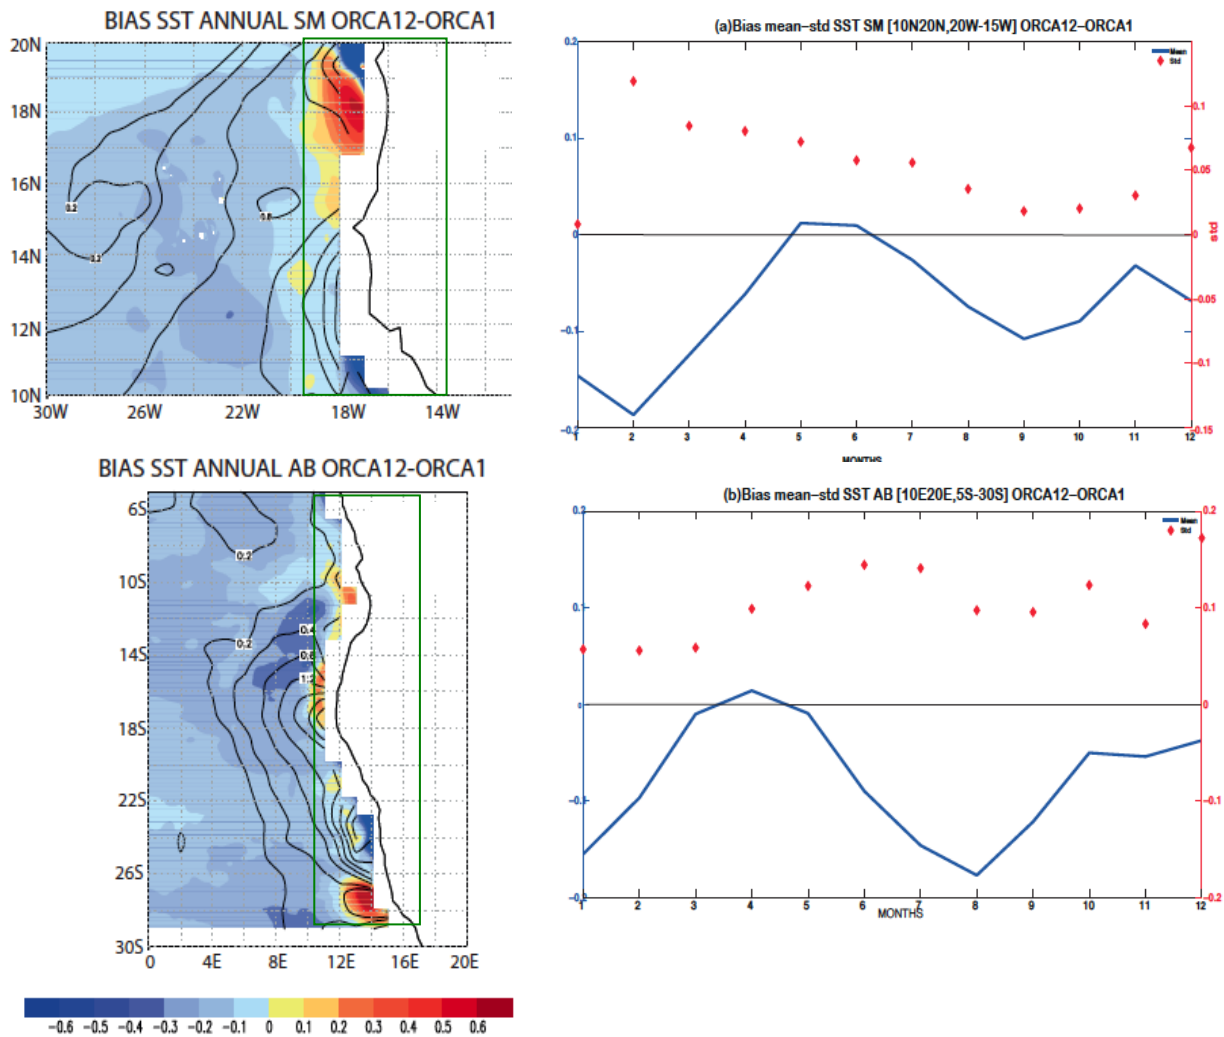 BIAS SST ANNUAL SM ORCA12-ORCA1
20N
18N
16N
14N
12N
10N
0.2
0.2
30W 26W 22W 18W 14W
(a)Bias mean–std SST SM [10N20N,20W-15W] ORCA12–ORCA1
0.2
0.1
0
–0.1
–0.2
Mean
Std
0.1
0.05
0
–0.05
–0.1
–0.15
std
1 2 3 4 5 6 7 8 9 10 11 12
MONTHS
BIAS SST ANNUAL AB ORCA12-ORCA1
6S
10S
14S
18S
22S
26S
30S
0.2
0.2
0.4
0 4E 8E 12E 16E 20E
(b)Bias mean–std SST AB [10E20E,5S-30S] ORCA12–ORCA1
0.2
0.1
0
–0.1
–0.2
Mean
Std
0.2
0.1
0
–0.1
–0.2
1 2 3 4 5 6 7 8 9 10 11 12
MONTHS
–0.6 –0.5 –0.4 –0.3 –0.2 –0.1 0 0.1 0.2 0.3 0.4 0.5 0.6